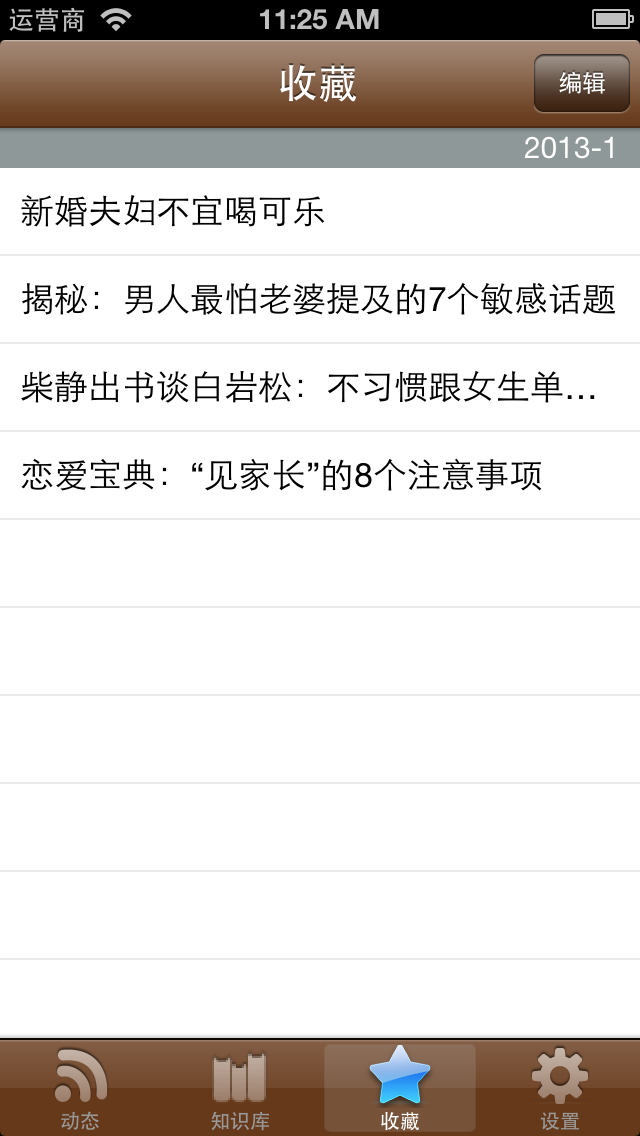 运营商 11:25 AM
收藏 编辑
2013-1
新婚夫妇不宜喝可乐
揭秘：男人最怕老婆提及的7个敏感话题
柴静出书谈白岩松：不习惯跟女生单...
恋爱宝典：“见家长”的8个注意事项
动态 知识库 收藏 设置